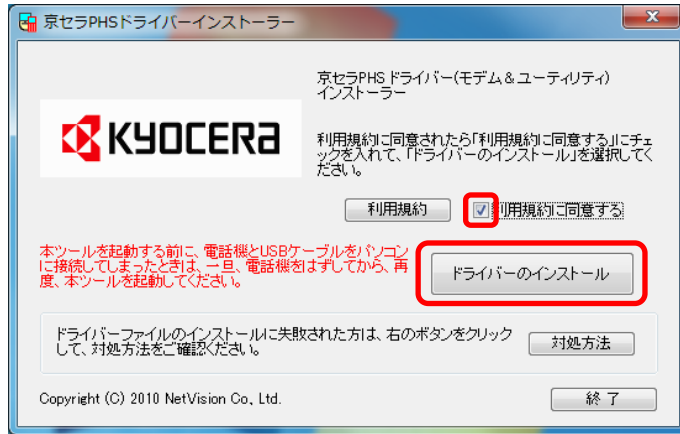 京セラPHSドライバーインストーラー
京セラPHSドライバー(モデム&ユーティリティ)
インストーラー
KYOCERA
利用規約に同意されたら「利用規約に同意する」にチェ
ックを入れて、「ドライバーのインストール」を選択してく
ださい。
利用規約
利用規約に同意する
本ツールを起動する前に、電話機とUSBケーブルをパソコン
に接続してしまったときは、一旦、電話機をはずしてから、再
度、本ツールを起動してください。
ドライバーのインストール
ドライバーファイルのインストールに失敗された方は、右のボタンをクリック
して、対処方法をご確認ください。
対処方法
Copyright (C) 2010 NetVision Co., Ltd.
終了